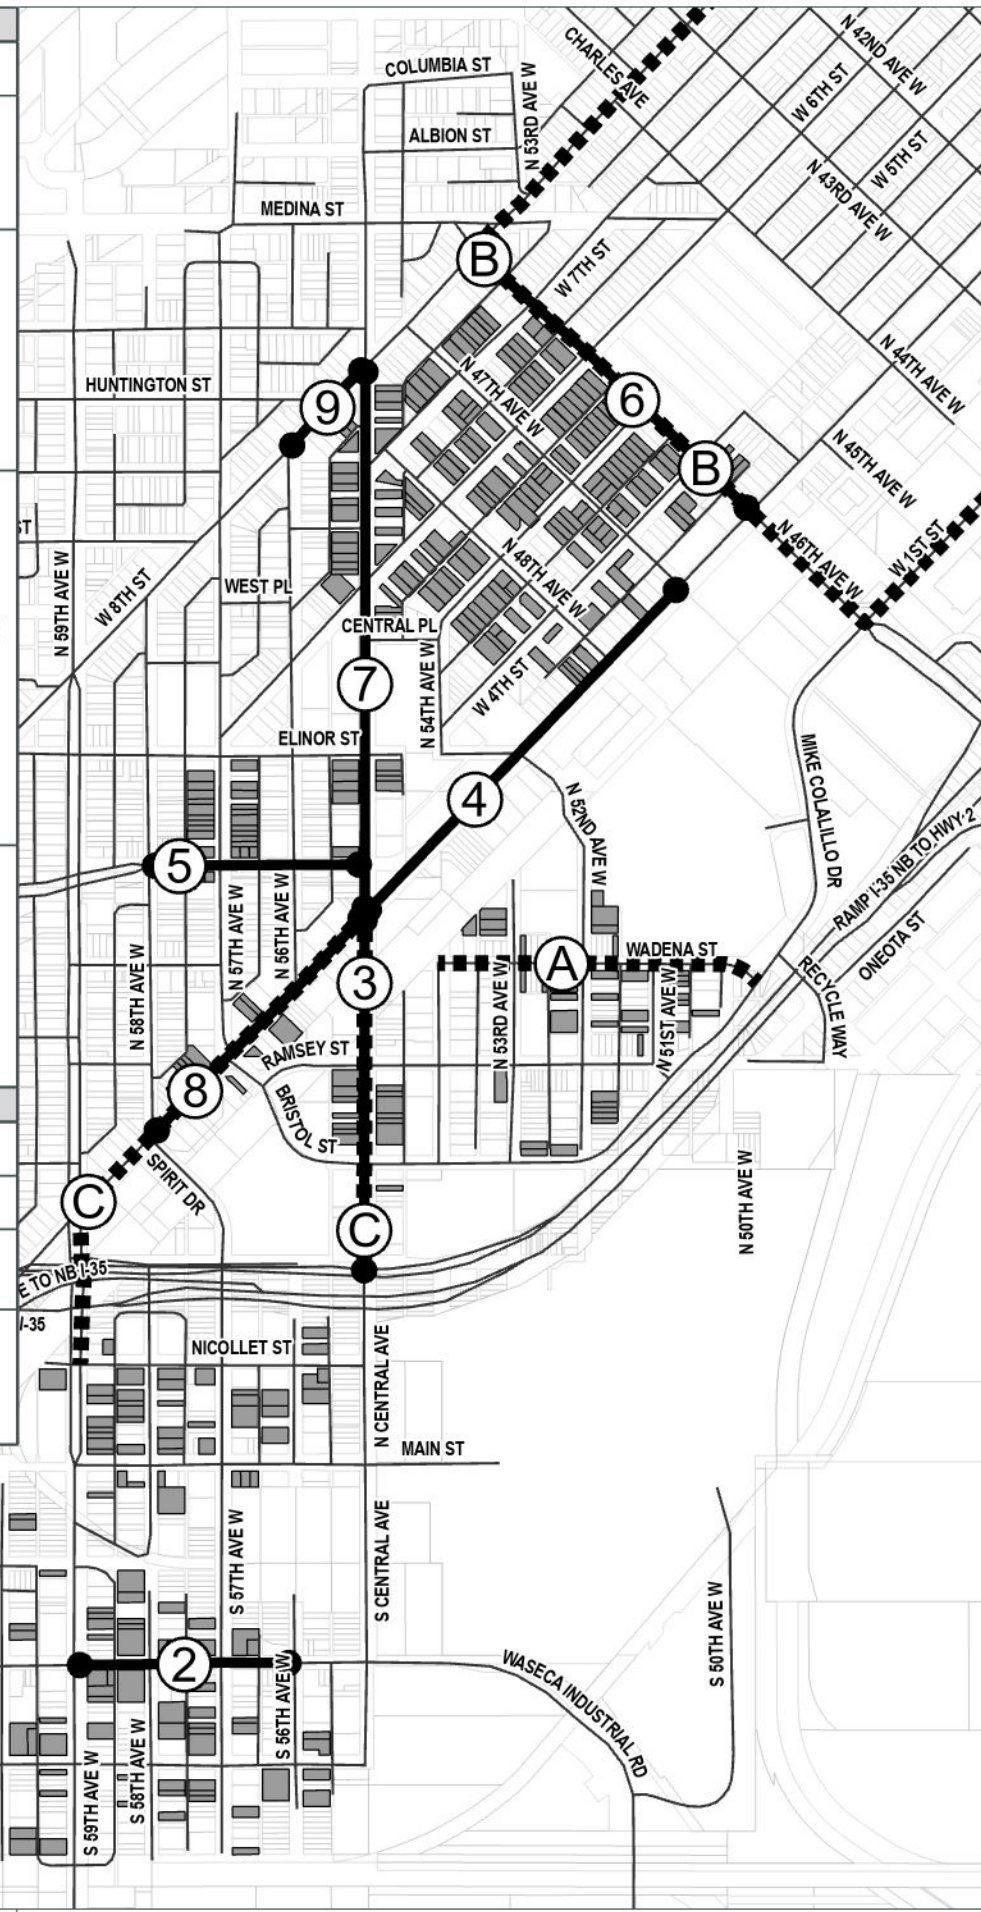 CHARLES AVE
N 42ND AVE W
COLUMBIA ST
N 53RD AVE W
W 6TH ST
ALBION ST
W 5TH ST
N 43RD AVE W
MEDINA ST
B
W 7TH ST
N 44TH AVE W
HUNTINGTON ST
9
N 47TH AVE W
6
B
N 45TH AVE W
ST
N 46TH AVE W
W 1ST ST
N 59TH AVE W
W 8TH ST
WEST PL
N 48TH AVE W
CENTRAL PL
7
N 54TH AVE W
W 4TH ST
ELINOR ST
MIKE COLALILLO DR
4
N 52ND AVE W
5
RAMP I-35 NB TO HWY 2
N 57TH AVE W
N 56TH AVE W
ONEOTA ST
N 58TH AVE W
3
A
WADENA ST
RECYCLE WAY
N 53RD AVE W
N 51ST AVE W
RAMSEY ST
8
BRISTOL ST
SPIRIT DR
C
C
N 50TH AVE W
E TO NB I-35
I-35
NICOLLET ST
N CENTRAL AVE
MAIN ST
S 57TH AVE W
S CENTRAL AVE
S 50TH AVE W
2
S 56TH AVE W
WASECA INDUSTRIAL RD
S 59TH AVE W
S 58TH AVE W